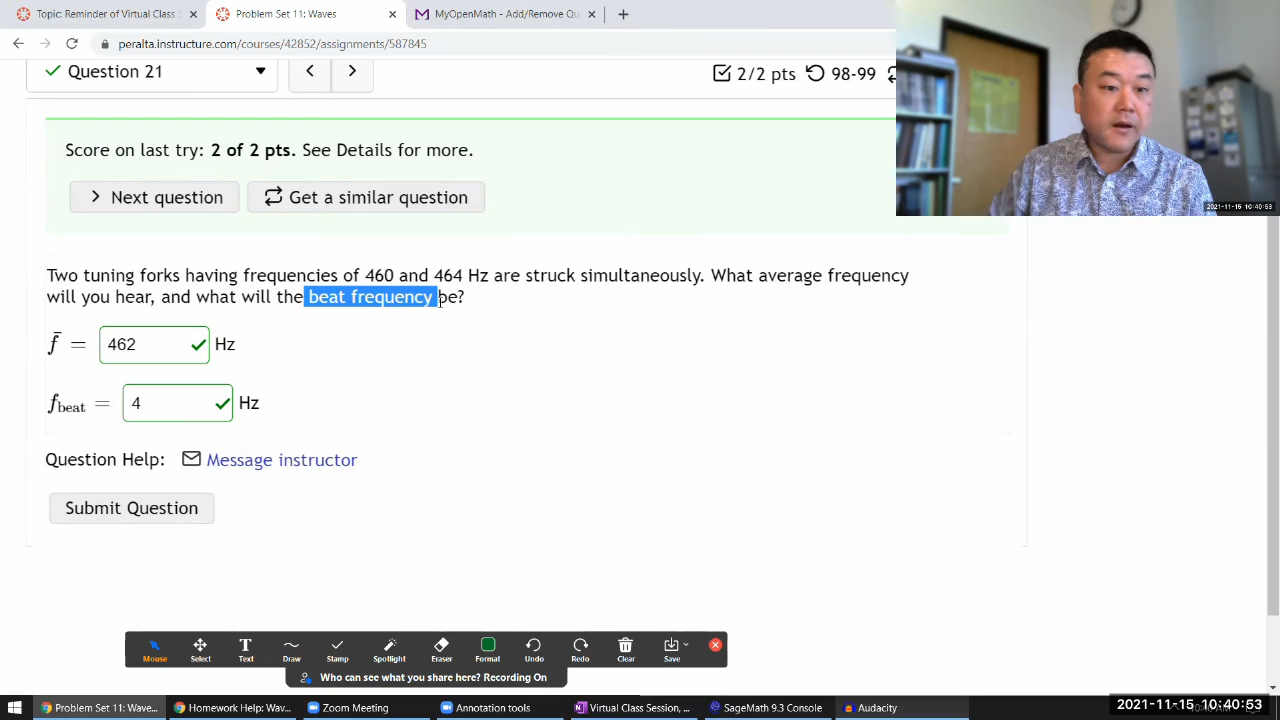 Topic: Reminder of Virtual Class
Problem Set 11: Waves
MyOpenMath - Add/Remove Qu
peralta.instructure.com/courses/42852/assignments/587845
Question 21
2/2 pts
98-99
Score on last try: 2 of 2 pts. See Details for more.
Next question
Get a similar question
Two tuning forks having frequencies of 460 and 464 Hz are struck simultaneously. What average frequency
will you hear, and what will the beat frequency be?
f̄ = 462 Hz
f_beat = 4 Hz
Question Help: Message instructor
Submit Question
Mouse
Select
Text
Draw
Stamp
Spotlight
Eraser
Format
Undo
Redo
Clear
Save
Who can see what you share here? Recording On
Problem Set 11: Wave...
Homework Help: Wav...
Zoom Meeting
Annotation tools
Virtual Class Session, ...
SageMath 9.3 Console
Audacity
2021-11-15 10:40:53
2021-11-15 10:40:53